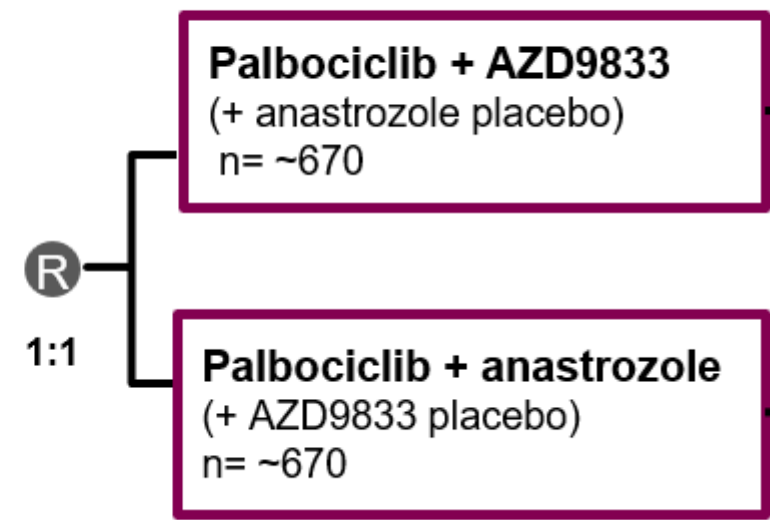 Palbociclib + AZD9833
(+ anastrozole placebo)
n= ~670
R
1:1
Palbociclib + anastrozole
(+ AZD9833 placebo)
n= ~670